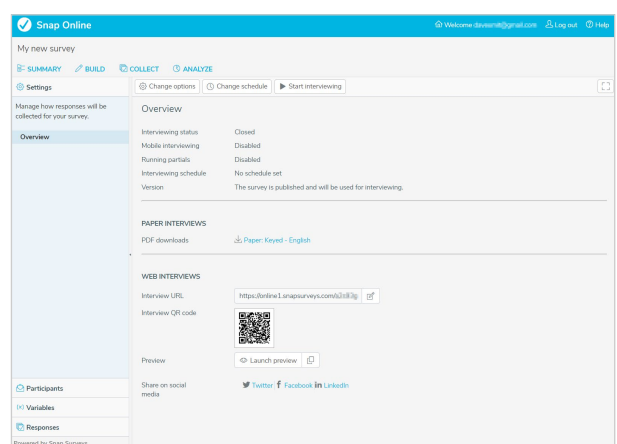 Snap Online
Welcome Log out Help
My new survey
SUMMARY BUILD COLLECT ANALYZE
Settings
Change options Change schedule Start interviewing
Manage how responses will be
collected for your survey.
Overview
Overview
Interviewing status Closed
Mobile interviewing Disabled
Running partials Disabled
Interviewing schedule No schedule set
Version The survey is published and will be used for interviewing.
PAPER INTERVIEWS
PDF downloads Paper: Keyed - English
WEB INTERVIEWS
Interview URL https://online1.snapsurveys.com/
Interview QR code
Preview Launch preview
Share on social
media
Twitter Facebook LinkedIn
Participants
Variables
Responses
Powered by Snap Surveys